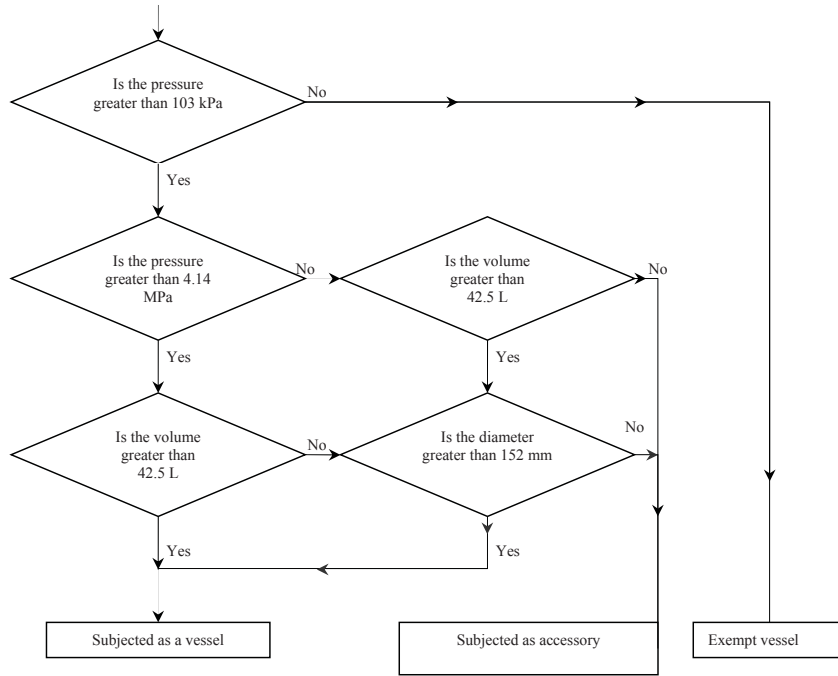 Is the pressure
greater than 103 kPa
No
Yes
Is the pressure
greater than 4.14
MPa
No
Is the volume
greater than
42.5 L
No
Yes
Yes
Is the volume
greater than
42.5 L
No
Is the diameter
greater than 152 mm
No
Yes
Yes
Subjected as a vessel
Subjected as accessory
Exempt vessel